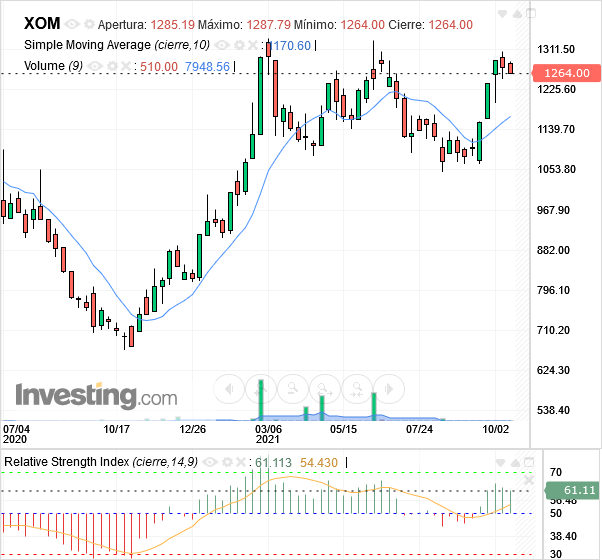 XOM Apertura: 1285.19 Máximo: 1287.79 Mínimo: 1264.00 Cierre: 1264.00
Simple Moving Average (cierre,10) : 1170.60
Volume (9) : 510.00 7948.56
1311.50
1264.00
1225.60
1139.70
1053.80
967.90
882.00
796.10
710.20
624.30
538.40
Investing.com
07/04 10/17 12/26 03/06 05/15 07/24 10/02
2020 2021
Relative Strength Index (cierre,14,9) : 61.113 54.430
70
61.11
50
38.40
30